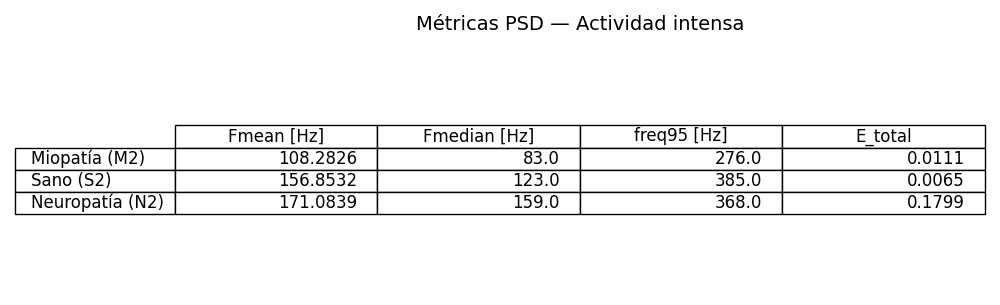 Métricas PSD — Actividad intensa
Fmean [Hz] Fmedian [Hz] freq95 [Hz] E_total
Miopatía (M2) 108.2826 83.0 276.0 0.0111
Sano (S2) 156.8532 123.0 385.0 0.0065
Neuropatía (N2) 171.0839 159.0 368.0 0.1799